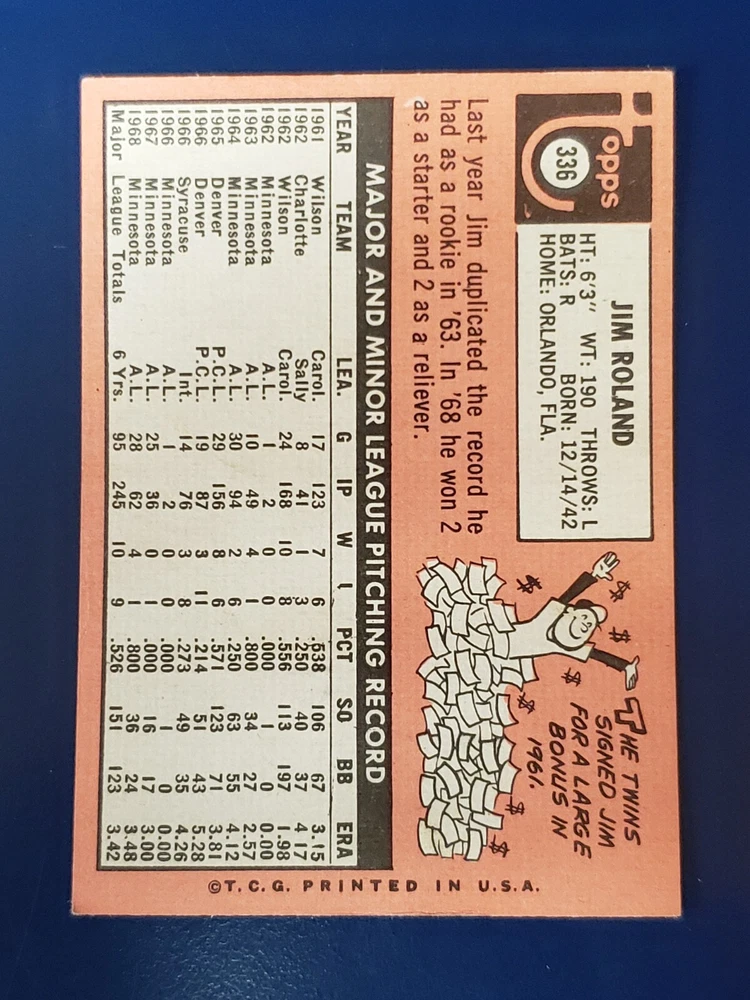 Topps
336
JIM ROLAND
HT: 6'3" WT: 190 THROWS: L
BATS: R BORN: 12/14/42
HOME: ORLANDO, FLA.
Last year Jim duplicated the record he
had as a rookie in '63. In '68 he won 2
as a starter and 2 as a reliever.
THE TWINS
SIGNED JIM
FOR A LARGE
BONUS IN
1961.
MAJOR AND MINOR LEAGUE PITCHING RECORD
YEAR TEAM LEA. G IP W L PCT SO BB ERA
1961 Wilson Carol. 17 123 7 6 .538 106 67 3.15
1962 Charlotte Sally 8 41 1 3 .250 40 37 4.17
1962 Wilson Carol. 24 168 10 8 .556 113 197 1.98
1962 Minnesota A.L. 1 2 0 0 .000 1 0 0.00
1963 Minnesota A.L. 10 49 4 1 .800 34 27 2.57
1964 Minnesota A.L. 30 94 2 6 .250 63 55 4.12
1965 Denver P.C.L. 29 156 8 6 .571 123 71 3.81
1966 Denver P.C.L. 19 87 3 11 .214 51 43 5.28
1966 Syracuse Int. 14 76 3 8 .273 49 35 4.26
1966 Minnesota A.L. 1 2 0 0 .000 1 0 0.00
1967 Minnesota A.L. 25 36 0 1 .000 16 17 3.00
1968 Minnesota A.L. 28 62 4 1 .800 36 24 3.48
Major League Totals 6 Yrs. 95 245 10 9 .526 151 123 3.42
©T.C.G. PRINTED IN U.S.A.